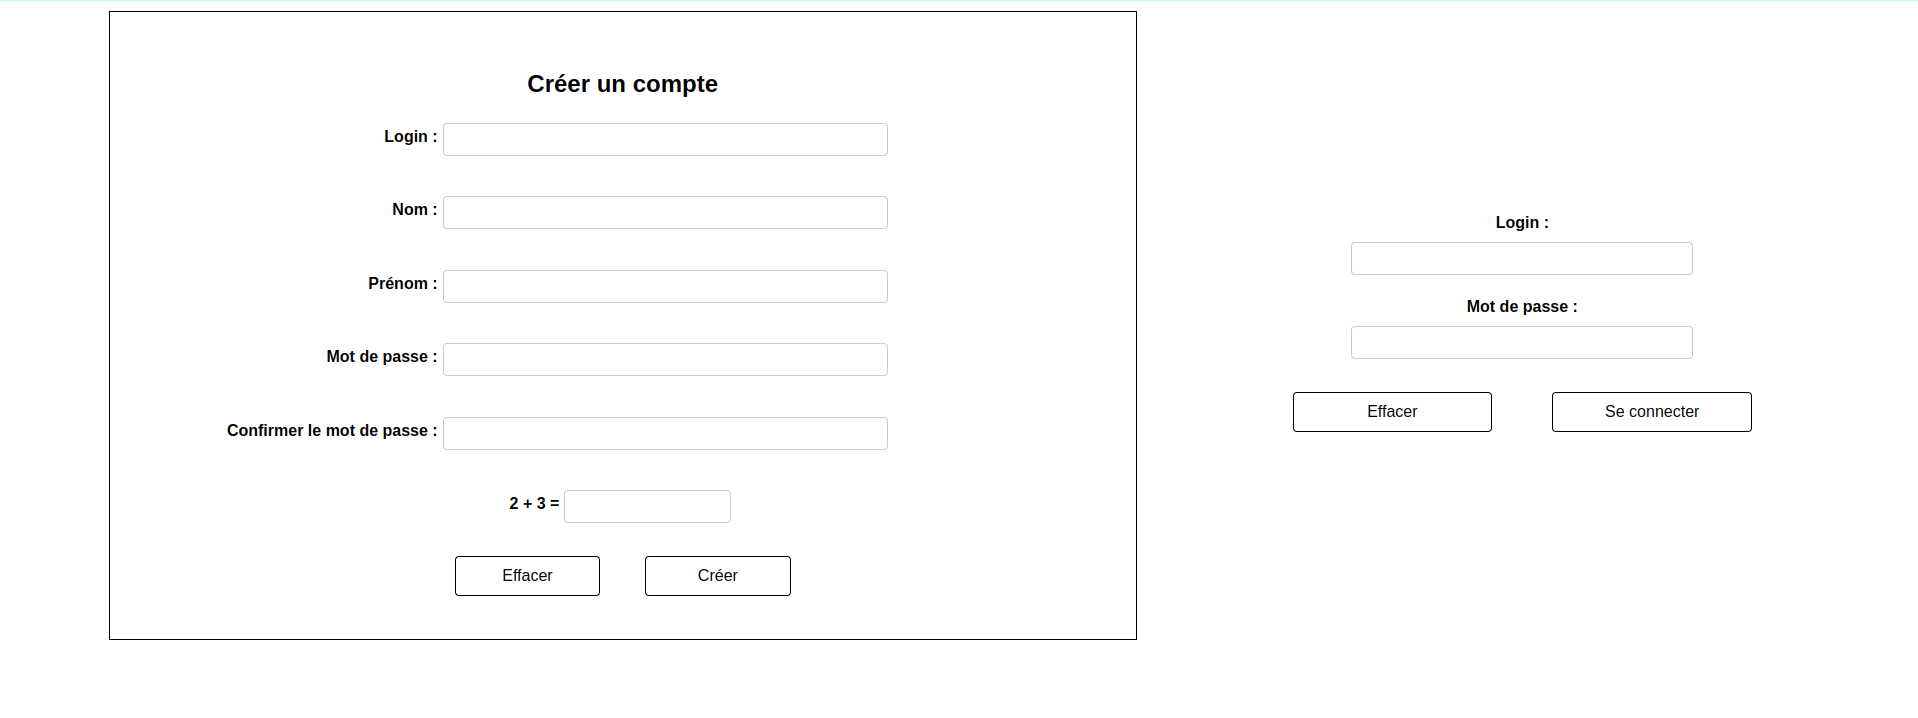 Créer un compte
Login :
Nom :
Prénom :
Mot de passe :
Confirmer le mot de passe :
2 + 3 =
Effacer
Créer
Login :
Mot de passe :
Effacer
Se connecter